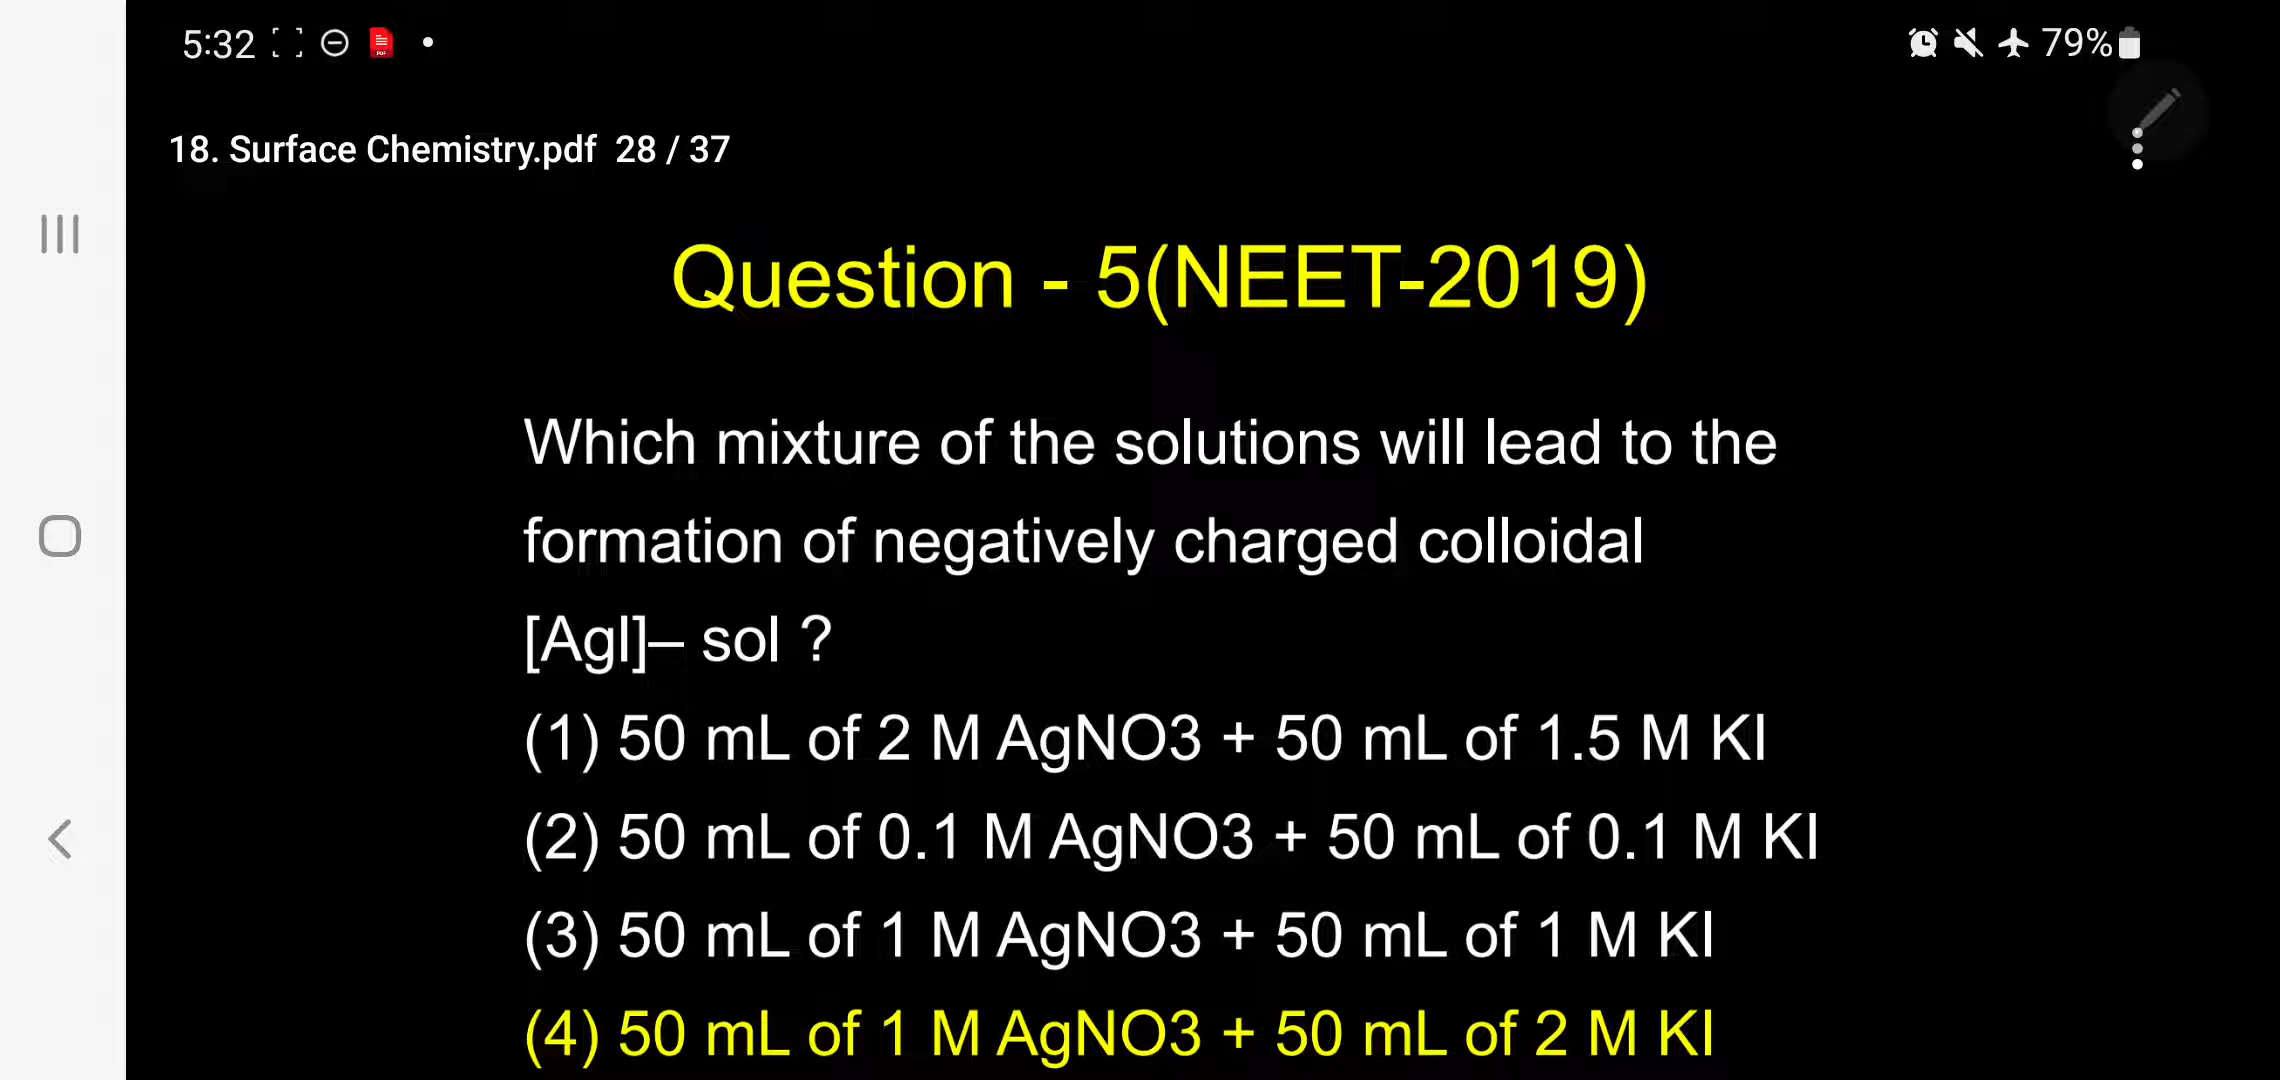 5:32 79%
18. Surface Chemistry.pdf 28 / 37
Question - 5(NEET-2019)
Which mixture of the solutions will lead to the
formation of negatively charged colloidal
[AgI]– sol ?
(1) 50 mL of 2 M AgNO3 + 50 mL of 1.5 M KI
(2) 50 mL of 0.1 M AgNO3 + 50 mL of 0.1 M KI
(3) 50 mL of 1 M AgNO3 + 50 mL of 1 M KI
(4) 50 mL of 1 M AgNO3 + 50 mL of 2 M KI